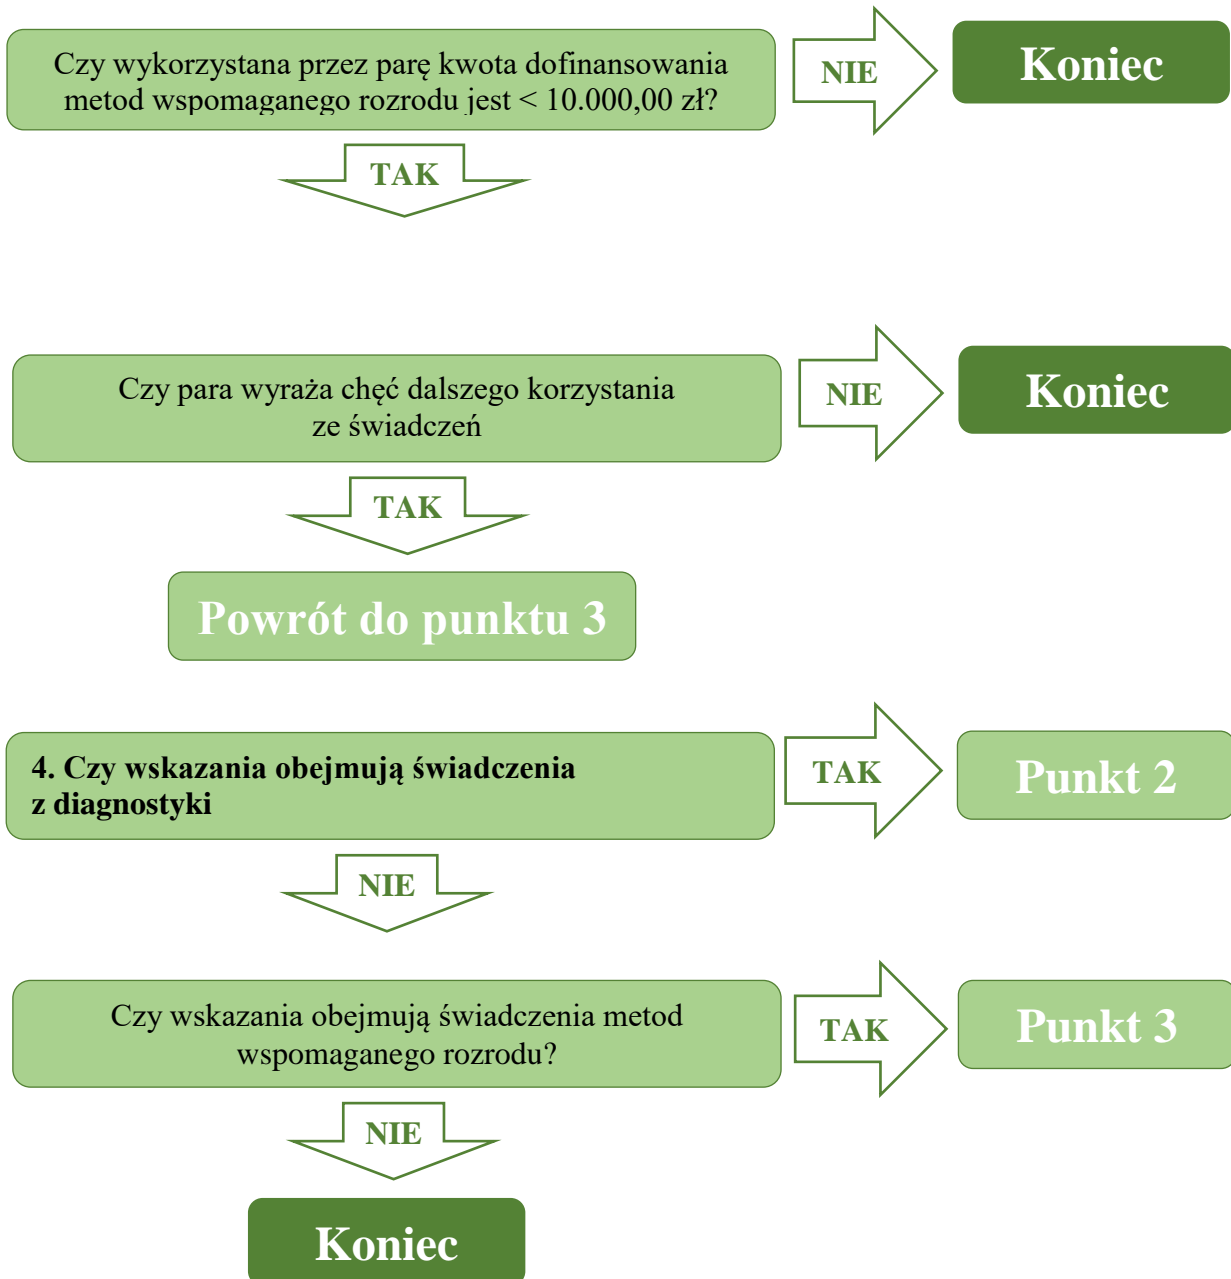 Czy wykorzystana przez parę kwota dofinansowania
metod wspomaganego rozrodu jest < 10.000,00 zł?
NIE
Koniec
TAK
Czy para wyraża chęć dalszego korzystania
ze świadczeń
NIE
Koniec
TAK
Powrót do punktu 3
4. Czy wskazania obejmują świadczenia
z diagnostyki
TAK
Punkt 2
NIE
Czy wskazania obejmują świadczenia metod
wspomaganego rozrodu?
TAK
Punkt 3
NIE
Koniec